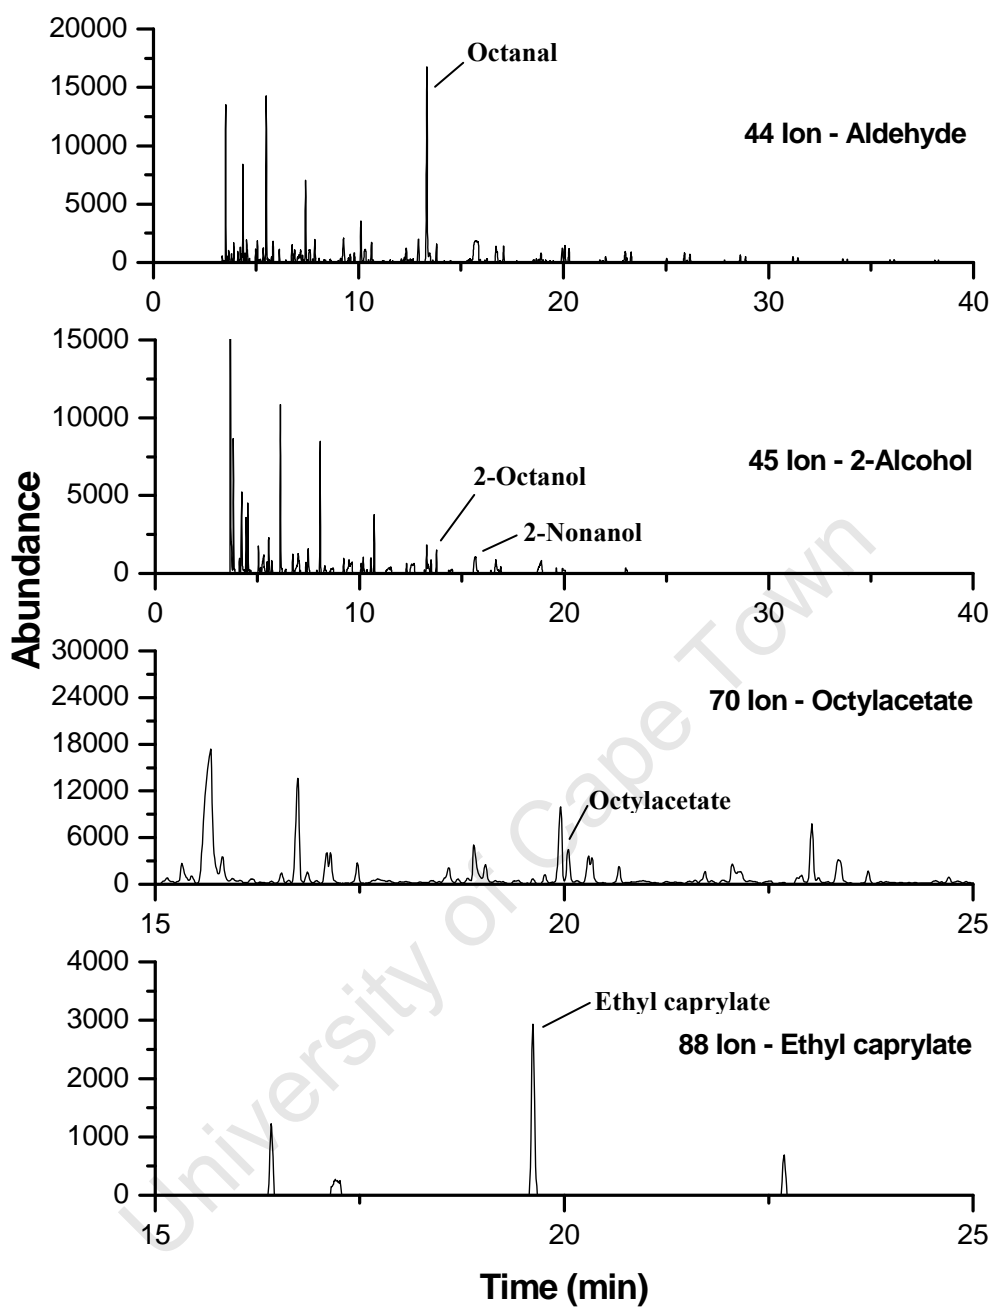 20000
15000
10000
5000
0
Octanal
44 Ion - Aldehyde
0 10 20 30 40
15000
10000
5000
0
2-Octanol
2-Nonanol
45 Ion - 2-Alcohol
0 10 20 30 40
Abundance
30000
24000
18000
12000
6000
0
70 Ion - Octylacetate
Octylacetate
15 20 25
4000
3000
2000
1000
0
Ethyl caprylate
88 Ion - Ethyl caprylate
15 20 25
Time (min)
University of Cape Town